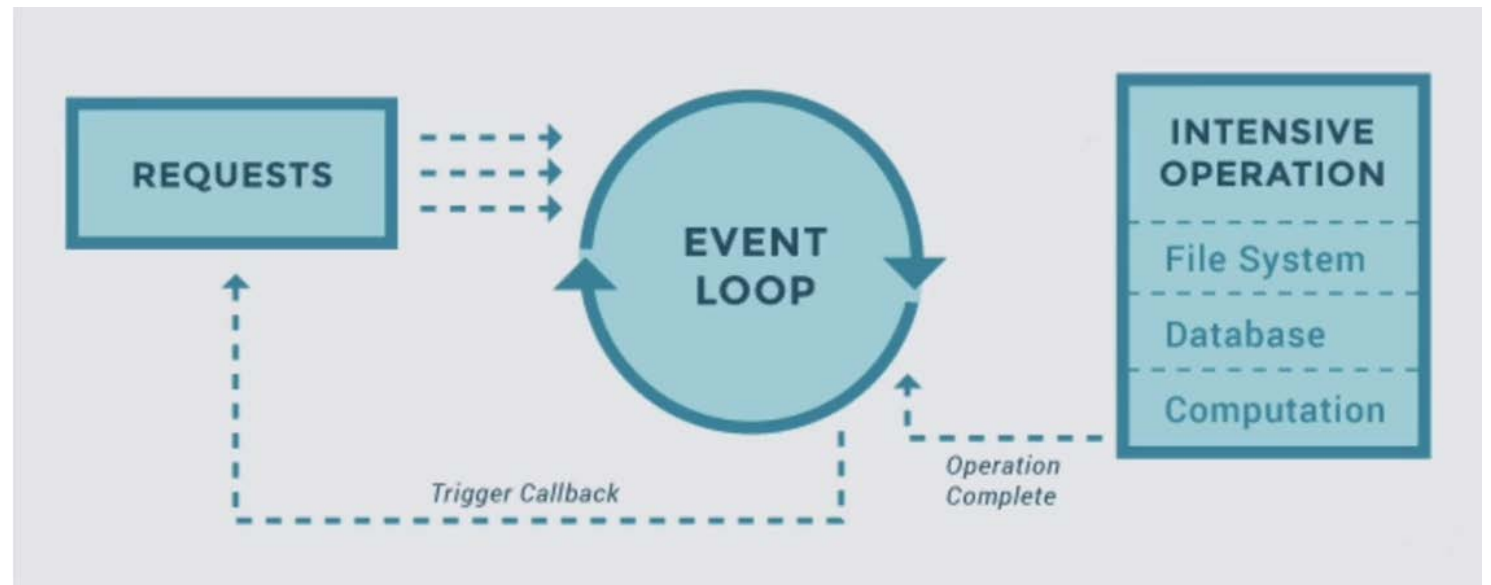 REQUESTS
EVENT
LOOP
INTENSIVE
OPERATION
File System
Database
Computation
Operation
Complete
Trigger Callback